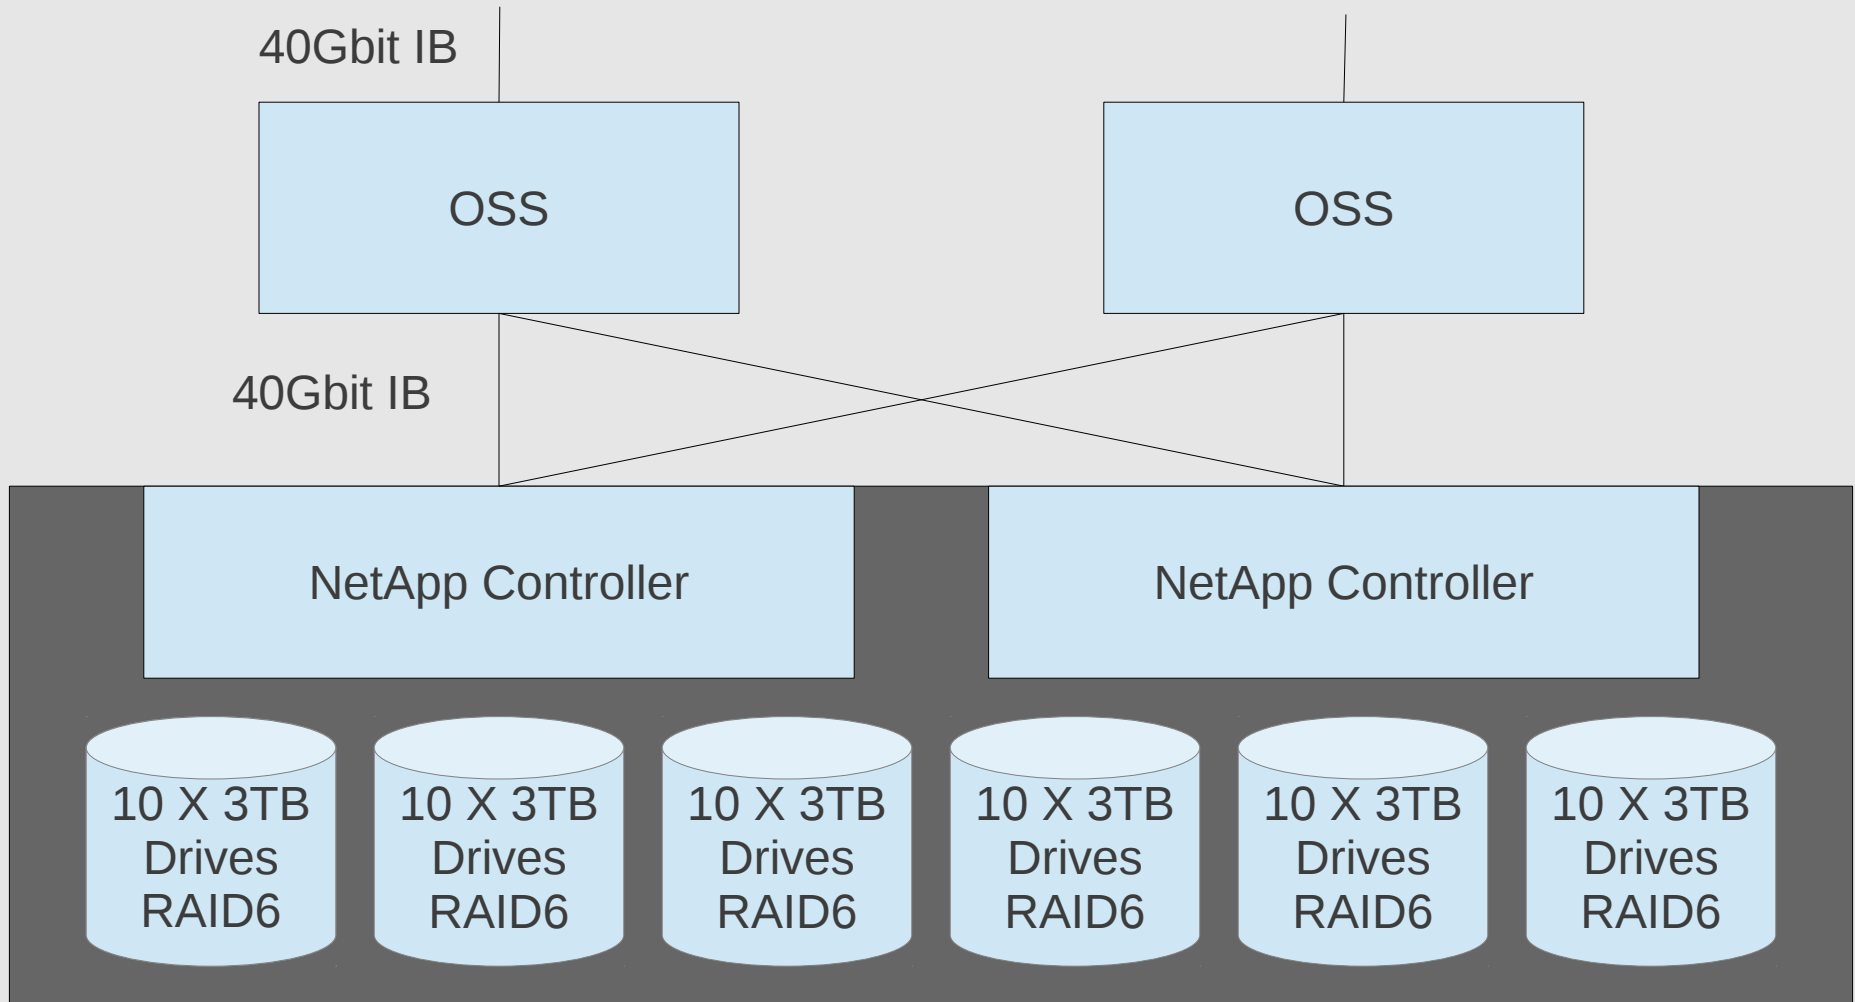 40Gbit IB
OSS
OSS
40Gbit IB
NetApp Controller
NetApp Controller
10 X 3TB
Drives
RAID6
10 X 3TB
Drives
RAID6
10 X 3TB
Drives
RAID6
10 X 3TB
Drives
RAID6
10 X 3TB
Drives
RAID6
10 X 3TB
Drives
RAID6